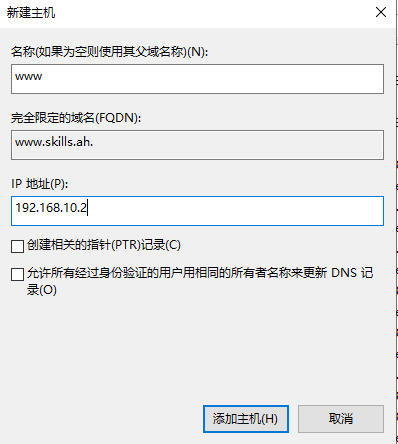 新建主机
名称(如果为空则使用其父域名称)(N):
www
完全限定的域名(FQDN):
www.skills.ah.
IP 地址(P):
192.168.10.2
创建相关的指针(PTR)记录(C)
允许所有经过身份验证的用户用相同的所有者名称来更新 DNS 记
录(O)
添加主机(H)
取消